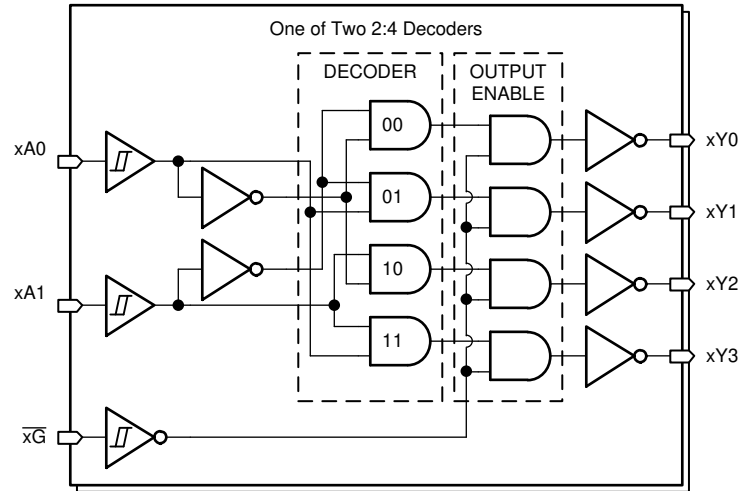 One of Two 2:4 Decoders
DECODER
OUTPUT
ENABLE
00
xA0
xY0
01
xY1
10
xA1
xY2
11
xY3
x̅G̅